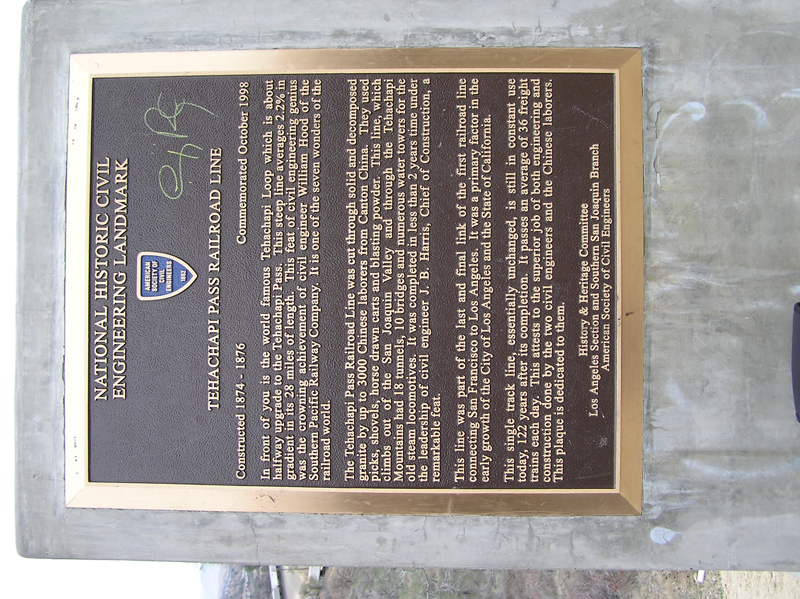 NATIONAL HISTORIC CIVIL
ENGINEERING LANDMARK
AMERICAN
SOCIETY OF
CIVIL
ENGINEERS
1852
TEHACHAPI PASS RAILROAD LINE
Constructed 1874 - 1876 Commemorated October 1998
In front of you is the world famous Tehachapi Loop which is about
halfway upgrade to the Tehachapi Pass. This steep line averages 2.2% in
gradient in its 28 miles of length. This feat of civil engineering genius
was the crowning achievement of civil engineer William Hood of the
Southern Pacific Railway Company. It is one of the seven wonders of the
railroad world.
The Tehachapi Pass Railroad Line was cut through solid and decomposed
granite by up to 3000 Chinese laborers from Canton China. They used
picks, shovels, horse drawn carts and blasting powder. This line, which
climbs out of the San Joaquin Valley and through the Tehachapi
Mountains had 18 tunnels, 10 bridges and numerous water towers for the
old steam locomotives. It was completed in less than 2 years time under
the leadership of civil engineer J. B. Harris, Chief of Construction, a
remarkable feat.
This line was part of the last and final link of the first railroad line
connecting San Francisco to Los Angeles. It was a primary factor in the
early growth of the City of Los Angeles and the State of California.
This single track line, essentially unchanged, is still in constant use
today, 122 years after its completion. It passes an average of 36 freight
trains each day. This attests to the superior job of both engineering and
construction done by the two civil engineers and the Chinese laborers.
This plaque is dedicated to them.
History & Heritage Committee
Los Angeles Section and Southern San Joaquin Branch
American Society of Civil Engineers